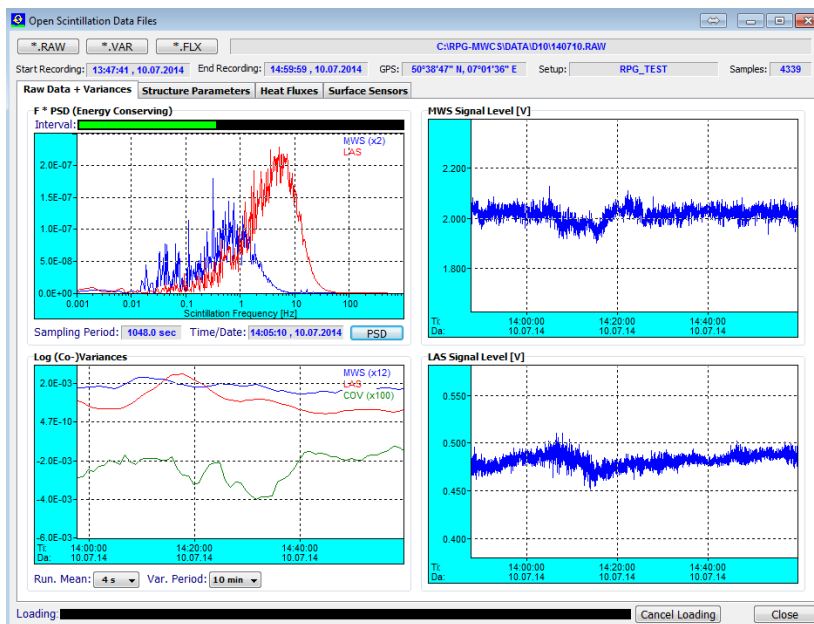 Open Scintillation Data Files
*.RAW *.VAR *.FLX C:\RPG-MWCS\DATA\D10\140710.RAW
Start Recording: 13:47:41 , 10.07.2014 End Recording: 14:59:59 , 10.07.2014 GPS: 50°38'47" N, 07°01'36" E Setup: RPG_TEST Samples: 4339
Raw Data + Variances Structure Parameters Heat Fluxes Surface Sensors
F * PSD (Energy Conserving)
Interval:
MWS (x2)
LAS
2.0E-07
1.5E-07
1.0E-07
5.0E-08
0.0E+00
0.001 0.01 0.1 1 10 100
Scintillation Frequency [Hz]
Sampling Period: 1048.0 sec Time/Date: 14:05:10 , 10.07.2014 PSD
MWS Signal Level [V]
2.200
2.000
1.800
Ti: 14:00:00 14:20:00 14:40:00
Da: 10.07.14 10.07.14 10.07.14
Log (Co-)Variances
MWS (x12)
LAS
COV (x100)
2.0E-03
4.7E-10
-2.0E-03
-4.0E-03
-6.0E-03
Ti: 14:00:00 14:20:00 14:40:00
Da: 10.07.14 10.07.14 10.07.14
Run. Mean: 4 s Var. Period: 10 min
LAS Signal Level [V]
0.550
0.500
0.450
0.400
Ti: 14:00:00 14:20:00 14:40:00
Da: 10.07.14 10.07.14 10.07.14
Loading: Cancel Loading Close